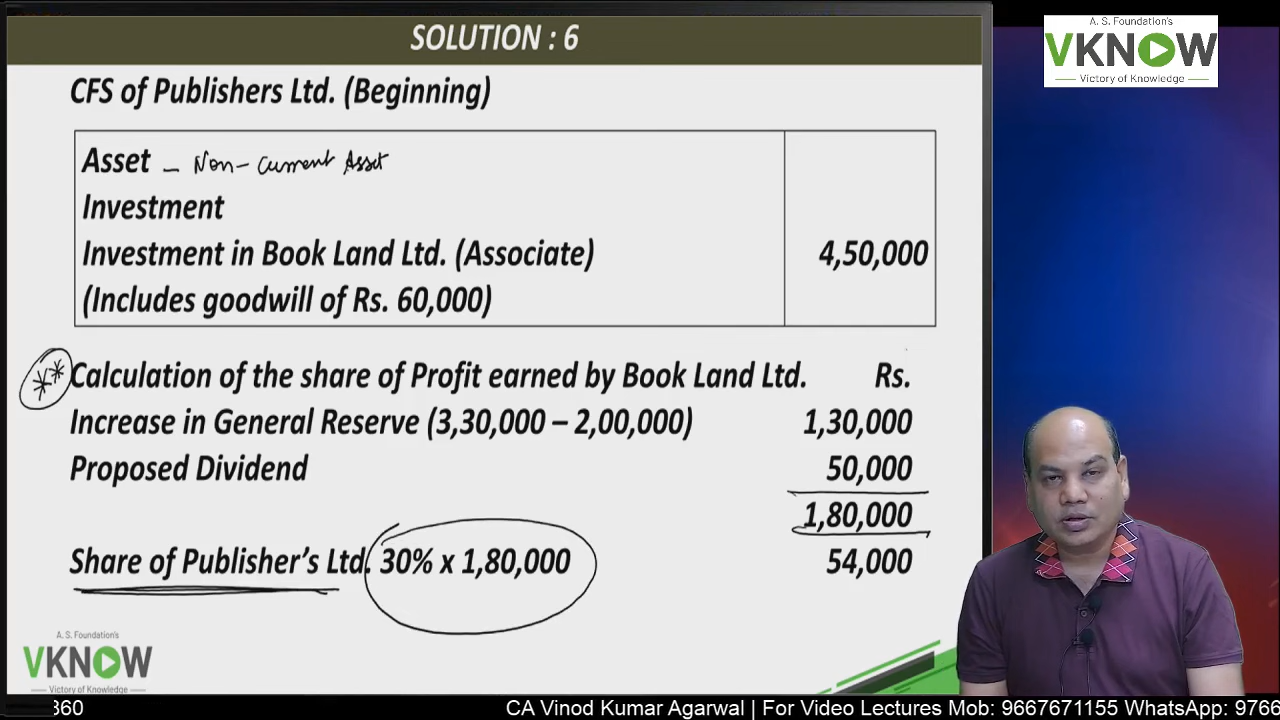 SOLUTION : 6
A. S. Foundation's
VKNOW
Victory of Knowledge
CFS of Publishers Ltd. (Beginning)
Asset – Non-Current Asset
Investment
Investment in Book Land Ltd. (Associate) 4,50,000
(Includes goodwill of Rs. 60,000)
** Calculation of the share of Profit earned by Book Land Ltd. Rs.
Increase in General Reserve (3,30,000 – 2,00,000) 1,30,000
Proposed Dividend 50,000
1,80,000
Share of Publisher's Ltd. 30% x 1,80,000 54,000
A. S. Foundation's
VKNOW
Victory of Knowledge
360 CA Vinod Kumar Agarwal | For Video Lectures Mob: 9667671155 WhatsApp: 9766